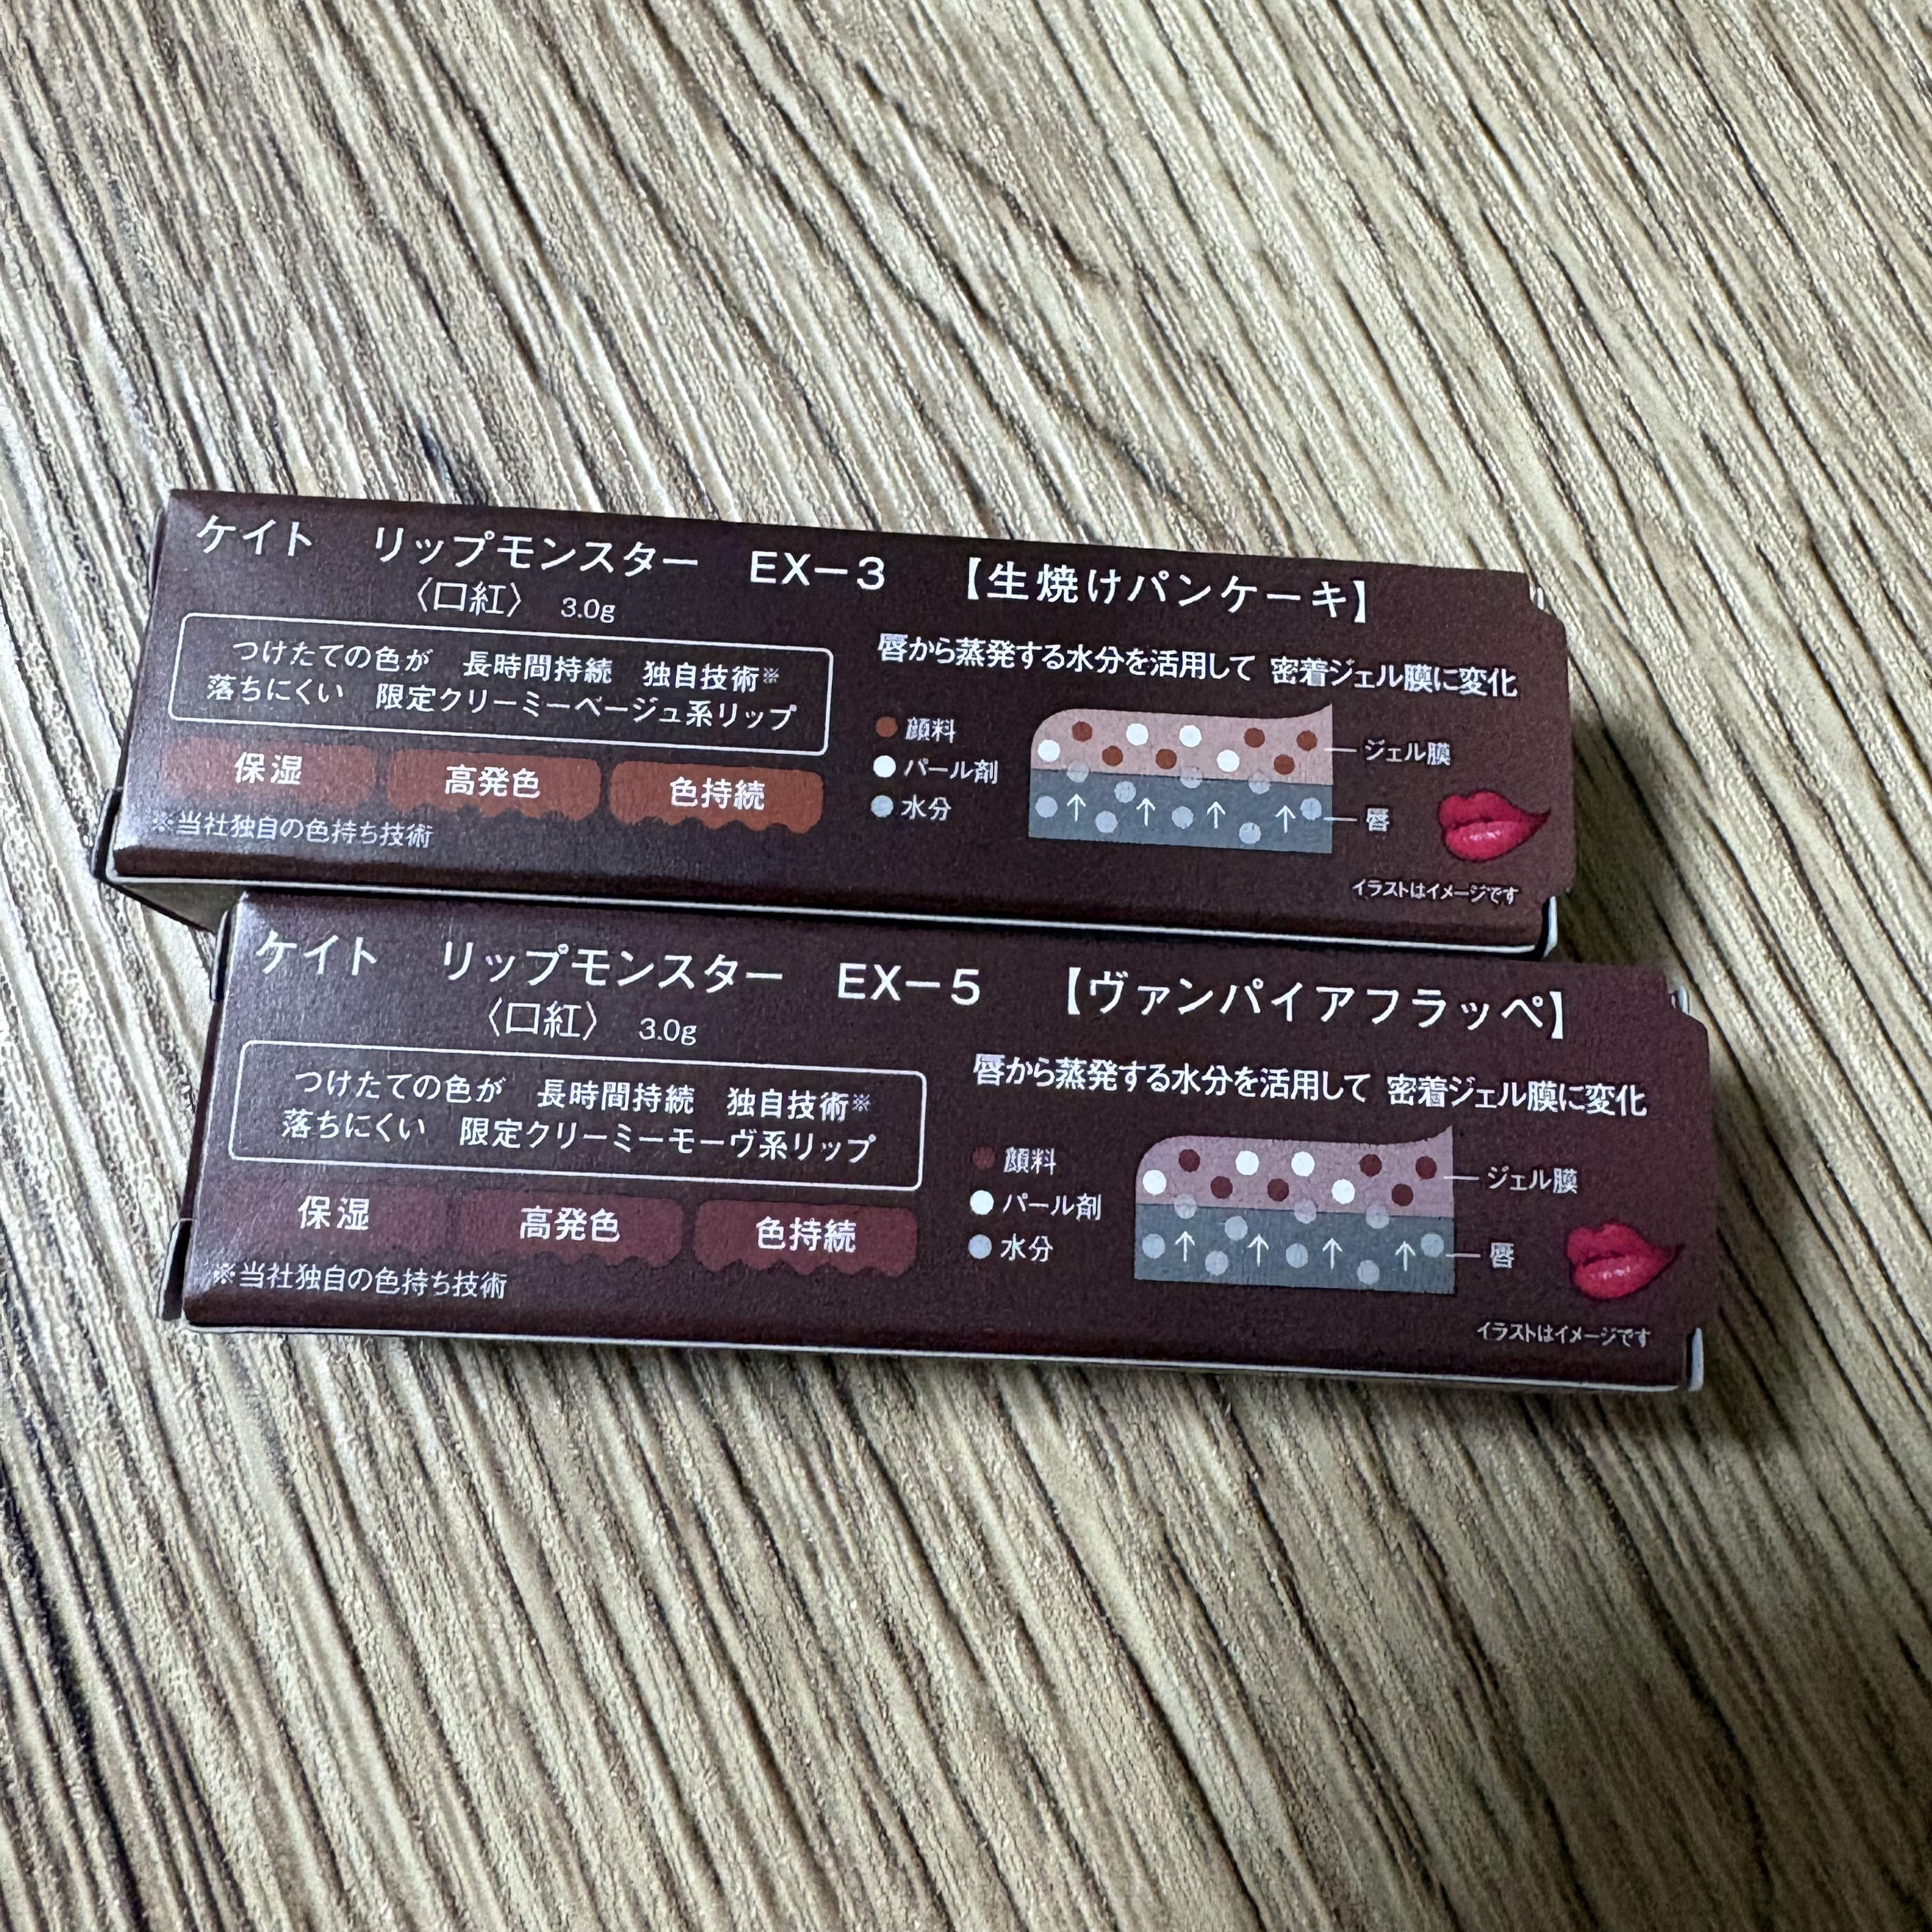 ケイト　リップモンスター　EX－3　【生焼けパンケーキ】
〈口紅〉 3.0g
つけたての色が　長時間持続　独自技術※
落ちにくい　限定クリーミーベージュ系リップ
保湿　高発色　色持続
※当社独自の色持ち技術
唇から蒸発する水分を活用して 密着ジェル膜に変化
顔料
パール剤
水分
ジェル膜
唇
イラストはイメージです
ケイト　リップモンスター　EX－5　【ヴァンパイアフラッペ】
〈口紅〉 3.0g
つけたての色が　長時間持続　独自技術※
落ちにくい　限定クリーミーモーヴ系リップ
保湿　高発色　色持続
※当社独自の色持ち技術
唇から蒸発する水分を活用して 密着ジェル膜に変化
顔料
パール剤
水分
ジェル膜
唇
イラストはイメージです